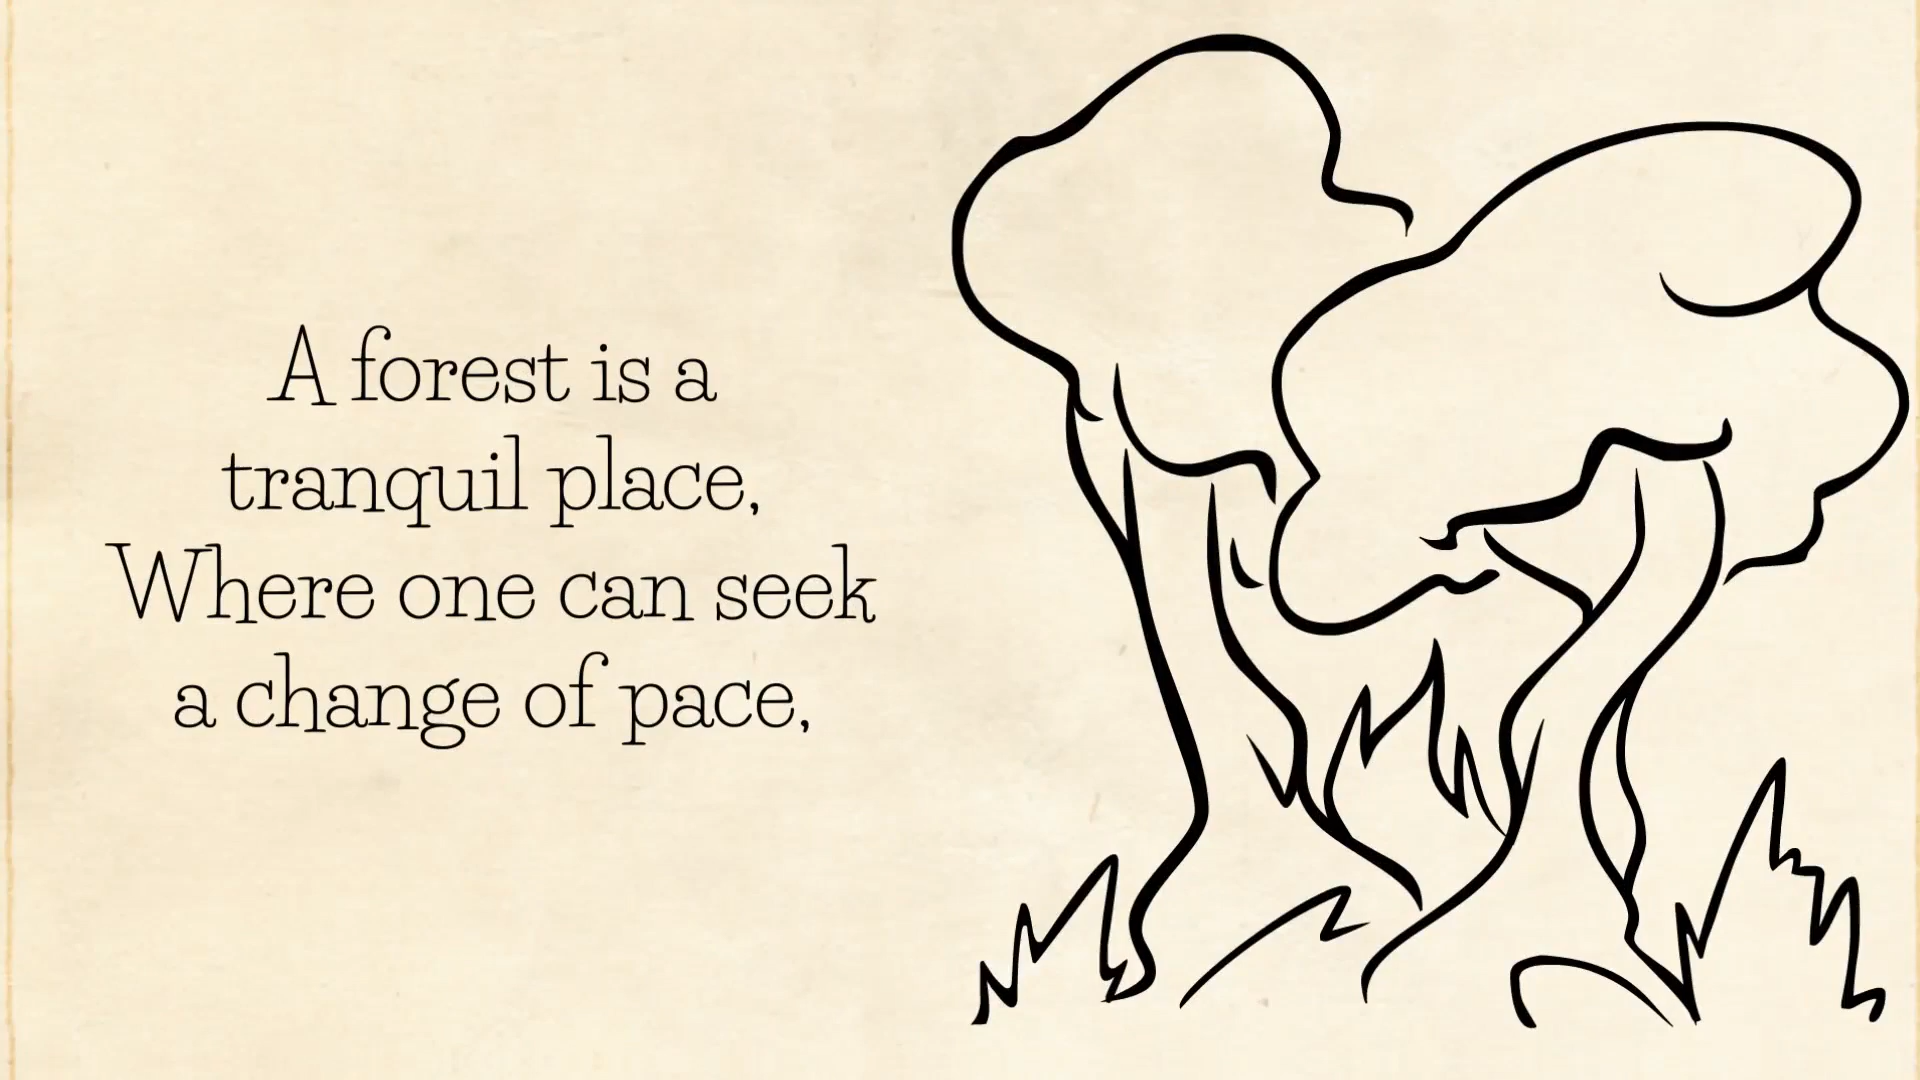 A forest is a
tranquil place,
Where one can seek
a change of pace,